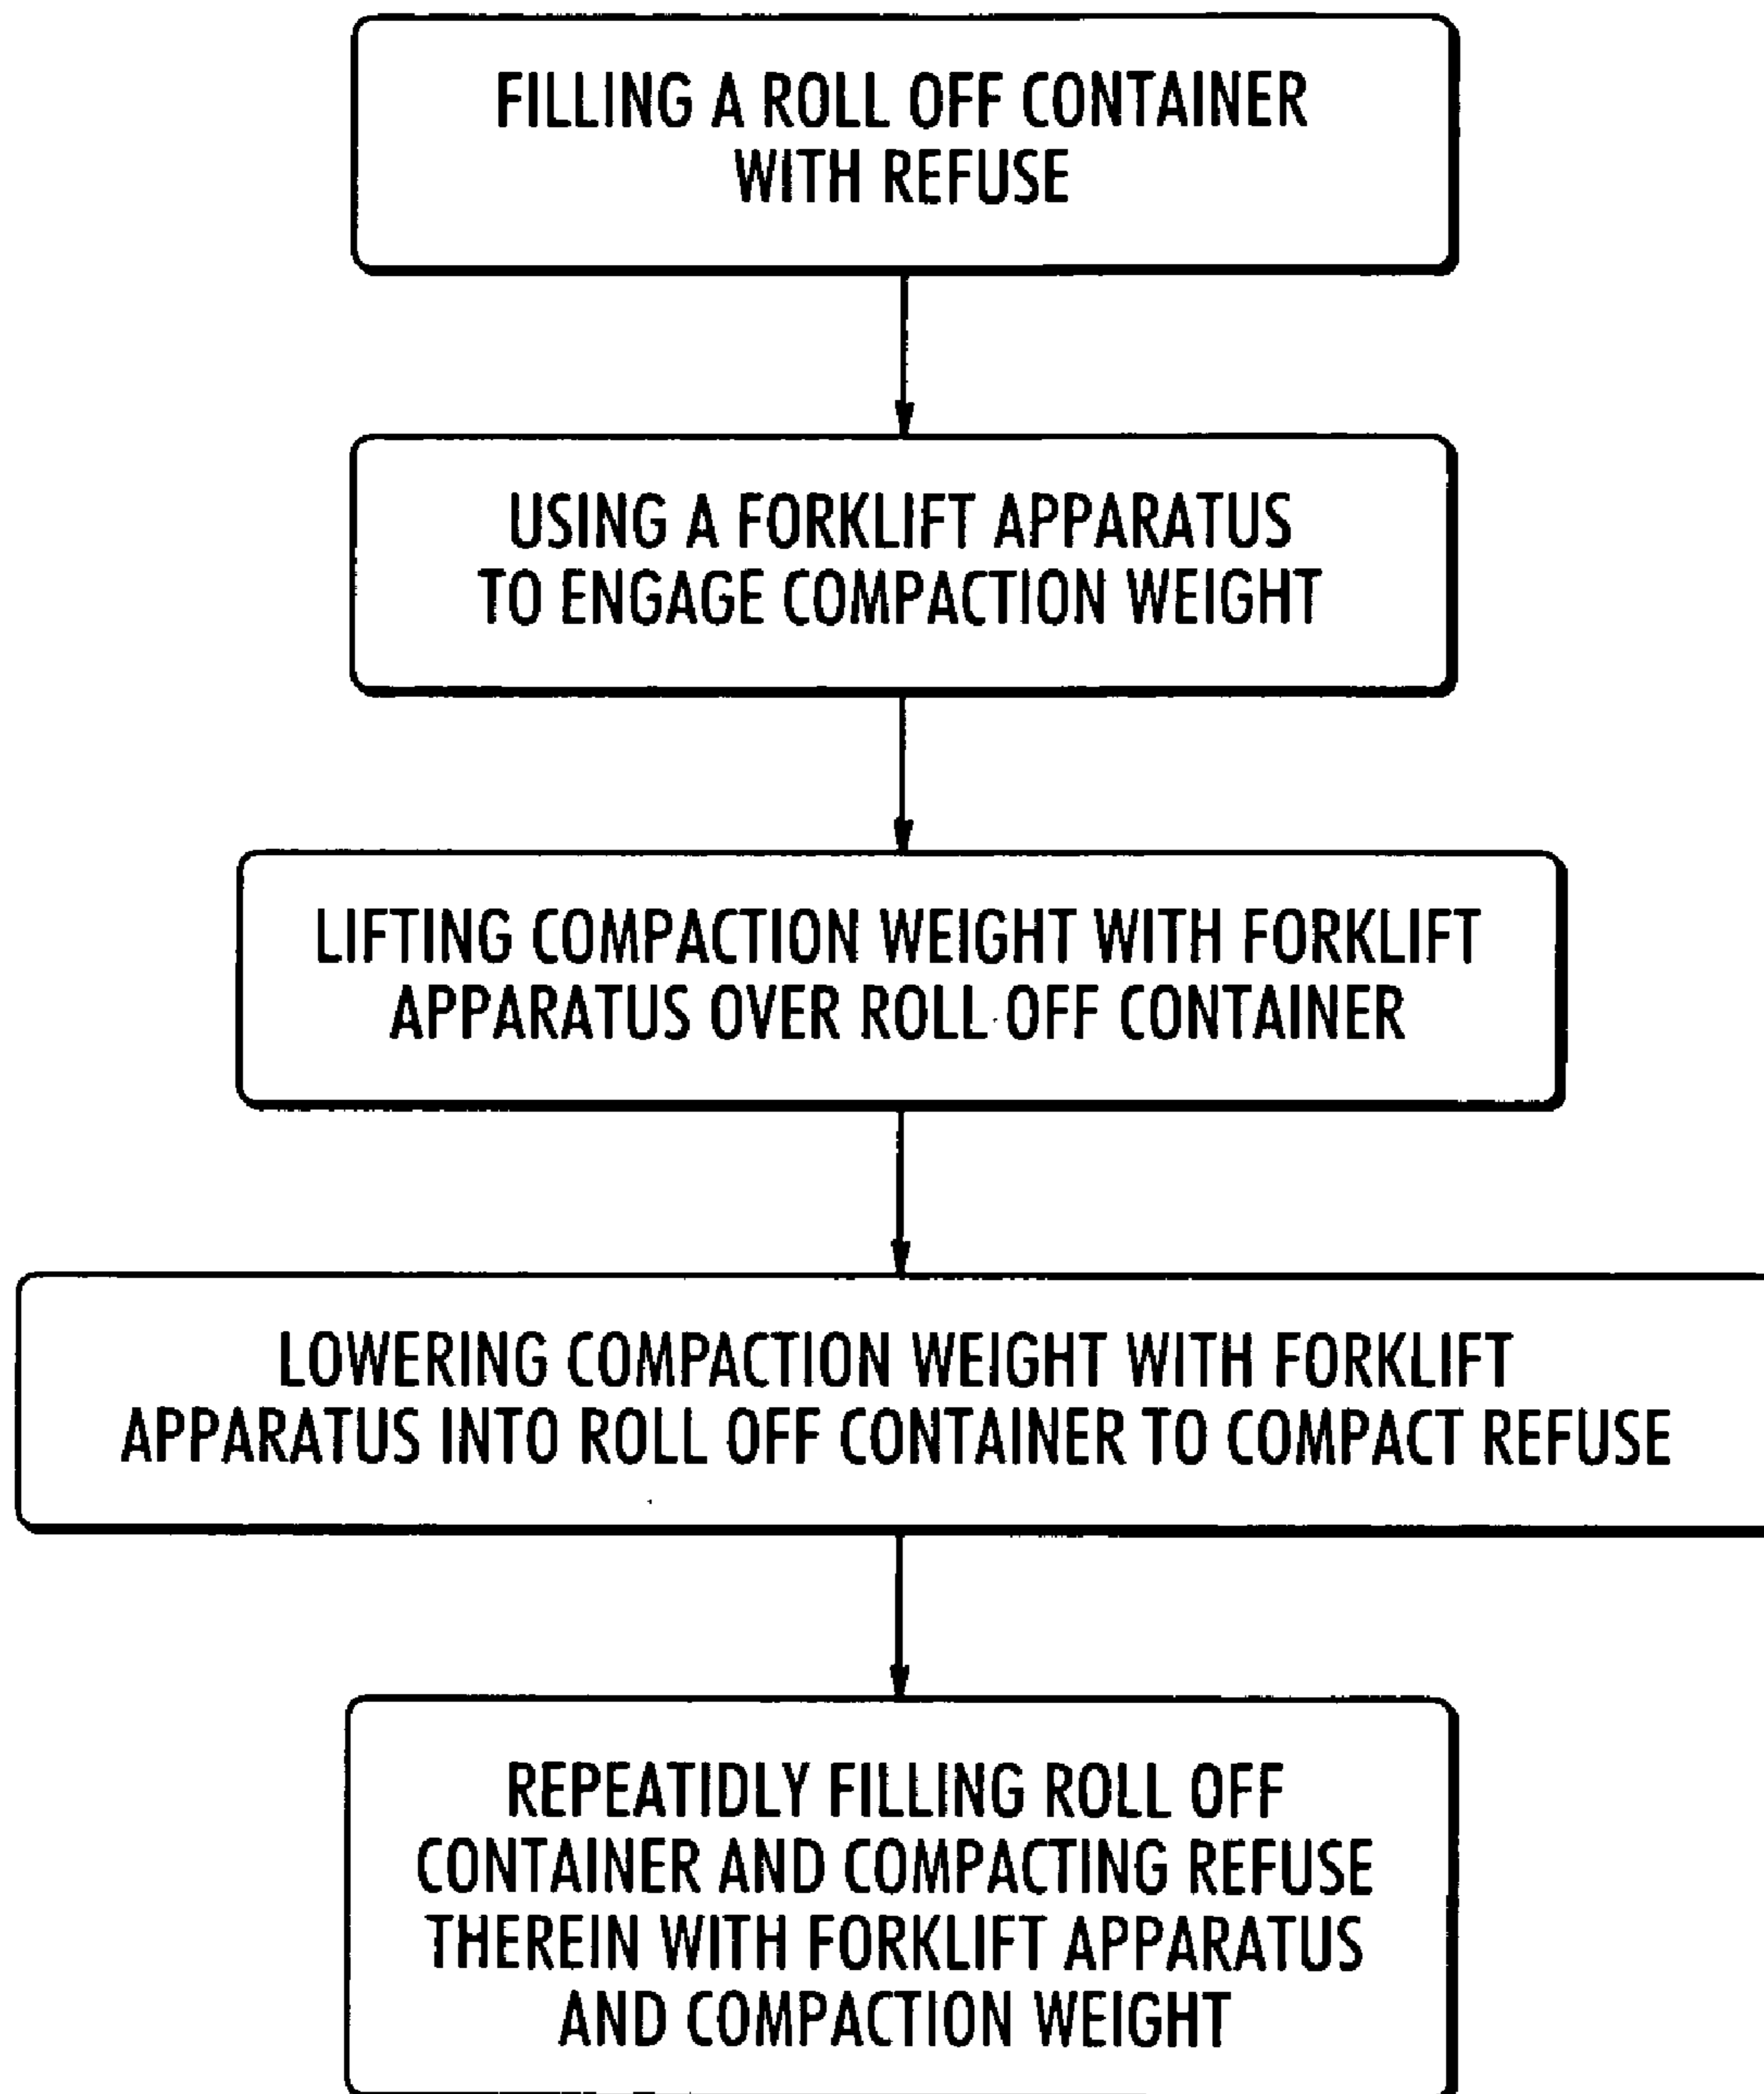 FILLING A ROLL OFF CONTAINER
WITH REFUSE
USING A FORKLIFT APPARATUS
TO ENGAGE COMPACTION WEIGHT
LIFTING COMPACTION WEIGHT WITH FORKLIFT
APPARATUS OVER ROLL OFF CONTAINER
LOWERING COMPACTION WEIGHT WITH FORKLIFT
APPARATUS INTO ROLL OFF CONTAINER TO COMPACT REFUSE
REPEATIDLY FILLING ROLL OFF
CONTAINER AND COMPACTING REFUSE
THEREIN WITH FORKLIFT APPARATUS
AND COMPACTION WEIGHT